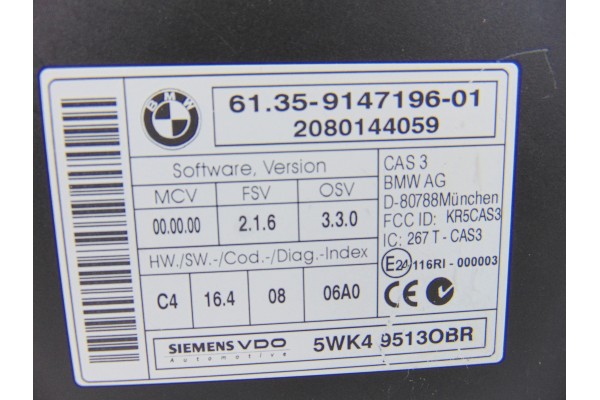 BMW
61.35-9147196-01
2080144059
Software, Version
MCV FSV OSV
00.00.00 2.1.6 3.3.0
HW./SW.-/Cod.-/Diag.-Index
C4 16.4 08 06A0
CAS 3
BMW AG
D-80788München
FCC ID: KR5CAS3
IC: 267 T - CAS3
E24 116RI - 000003
CE
SIEMENS VDO
Automotive
5WK4 9513OBR